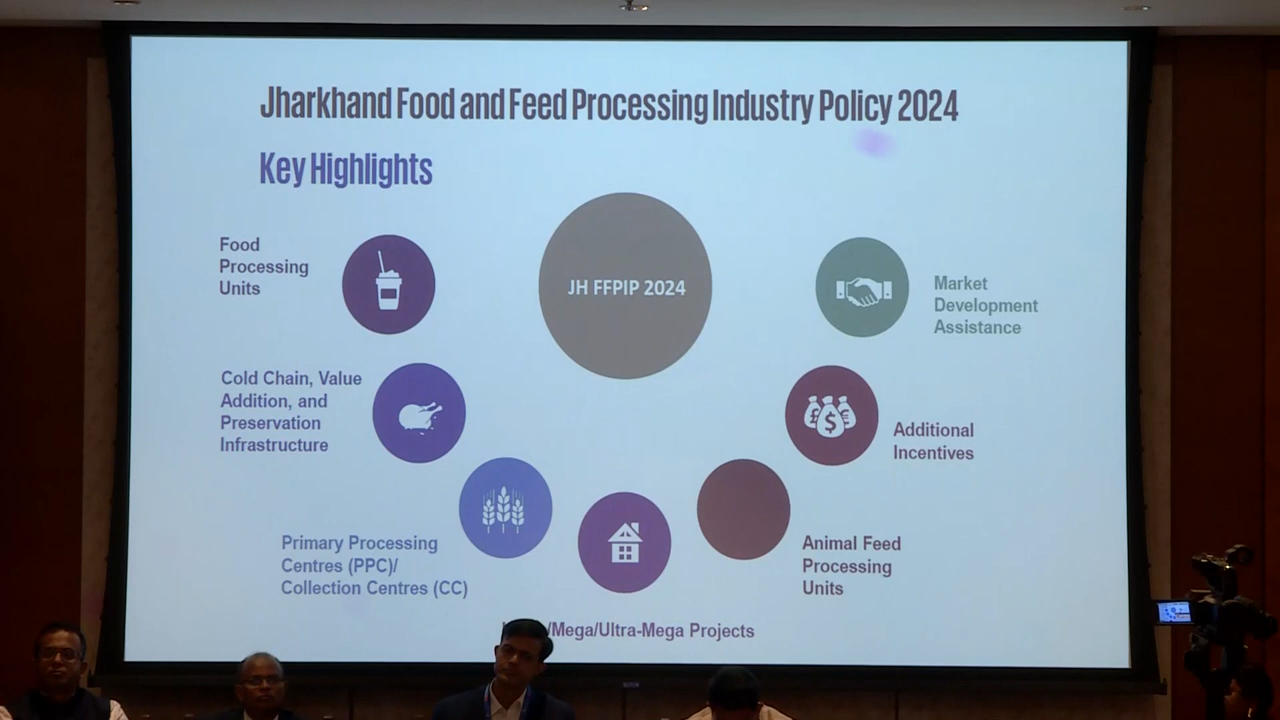 Jharkhand Food and Feed Processing Industry Policy 2024
Key Highlights
Food
Processing
Units
JH FFPIP 2024
Market
Development
Assistance
Cold Chain, Value
Addition, and
Preservation
Infrastructure
Additional
Incentives
Primary Processing
Centres (PPC)/
Collection Centres (CC)
Animal Feed
Processing
Units
/Mega/Ultra-Mega Projects